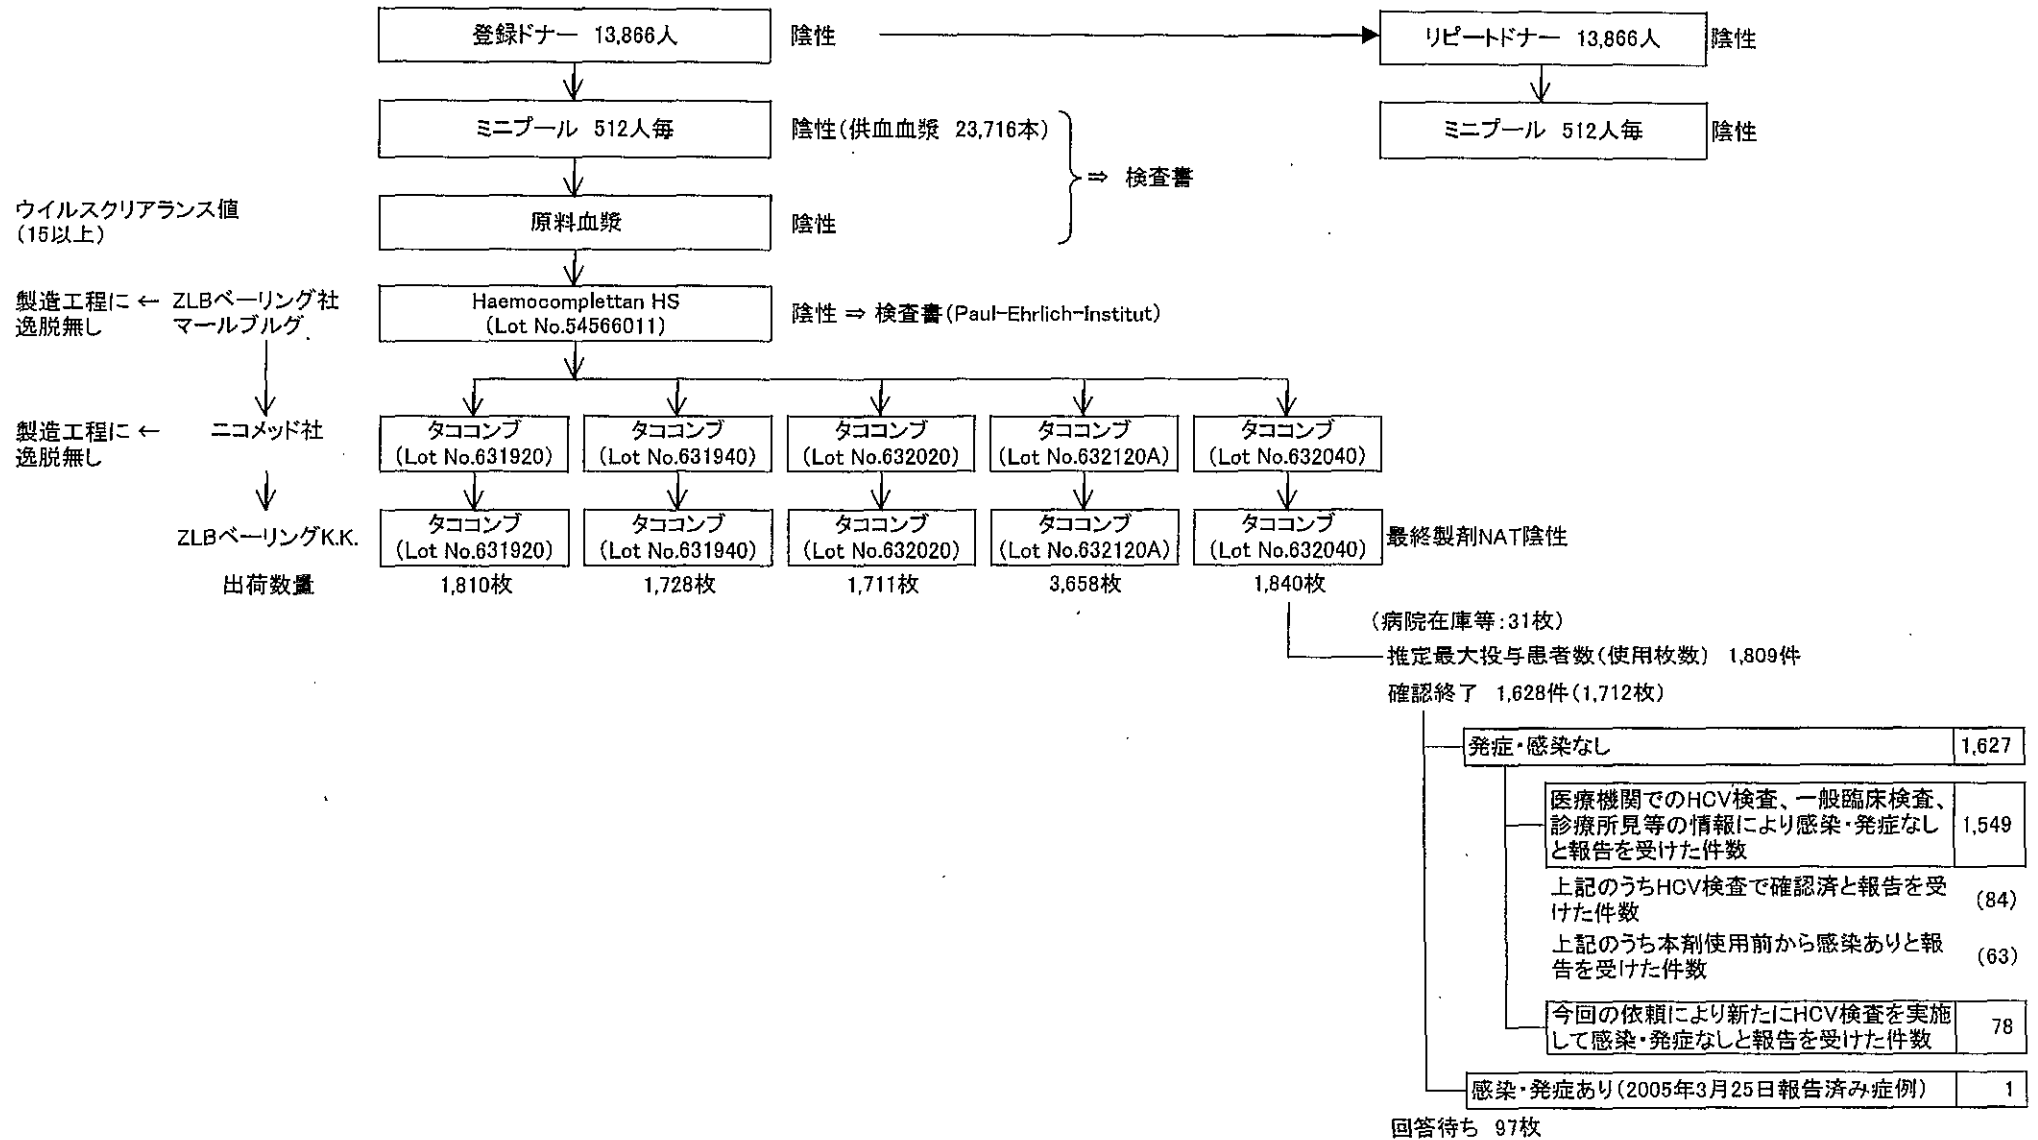 登録ドナー 13,866人
陰性
リピートドナー 13,866人
陰性
ミニプール 512人毎
陰性(供血血漿 23,716本)
ミニプール 512人毎
陰性
⇒ 検査書
ウイルスクリアランス値
(15以上)
原料血漿
陰性
製造工程に ← ZLBベーリング社
逸脱無し マールブルグ
Haemocomplettan HS
(Lot No.54566011)
陰性 ⇒ 検査書(Paul-Ehrlich-Institut)
製造工程に ← ニコメッド社
逸脱無し
タココンブ
(Lot No.631920)
タココンブ
(Lot No.631940)
タココンブ
(Lot No.632020)
タココンブ
(Lot No.632120A)
タココンブ
(Lot No.632040)
ZLBベーリングK.K.
タココンブ
(Lot No.631920)
タココンブ
(Lot No.631940)
タココンブ
(Lot No.632020)
タココンブ
(Lot No.632120A)
タココンブ
(Lot No.632040)
最終製剤NAT陰性
出荷数量 1,810枚 1,728枚 1,711枚 3,658枚 1,840枚
(病院在庫等:31枚)
推定最大投与患者数(使用枚数) 1,809件
確認終了 1,628件(1,712枚)
発症・感染なし 1,627
医療機関でのHCV検査、一般臨床検査、
診療所見等の情報により感染・発症なし
と報告を受けた件数
1,549
上記のうちHCV検査で確認済と報告を受
けた件数
(84)
上記のうち本剤使用前から感染ありと報
告を受けた件数
(63)
今回の依頼により新たにHCV検査を実施
して感染・発症なしと報告を受けた件数
78
感染・発症あり(2005年3月25日報告済み症例) 1
回答待ち 97枚